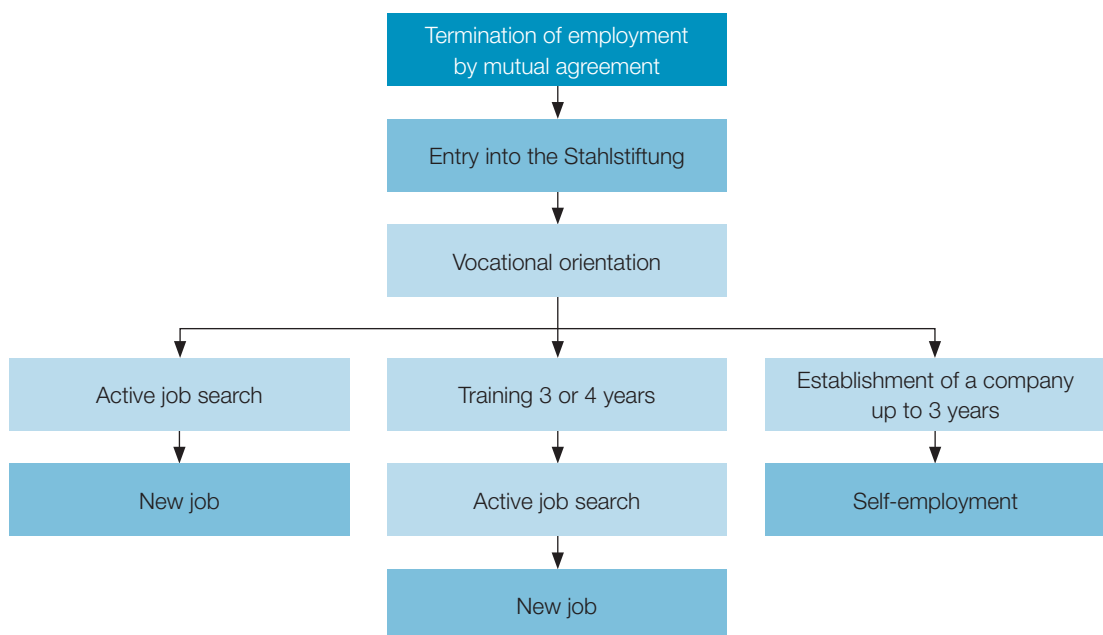 Termination of employment
by mutual agreement
Entry into the Stahlstiftung
Vocational orientation
Active job search
Training 3 or 4 years
Establishment of a company
up to 3 years
New job
Active job search
Self-employment
New job